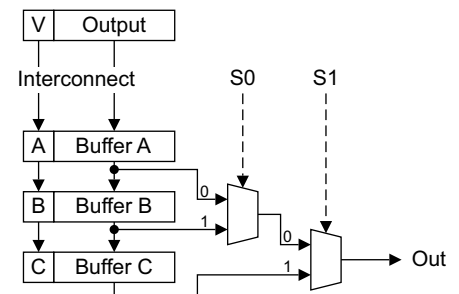 V Output
Interconnect S0 S1
A Buffer A
0
B Buffer B
1
0
Out
C Buffer C
1